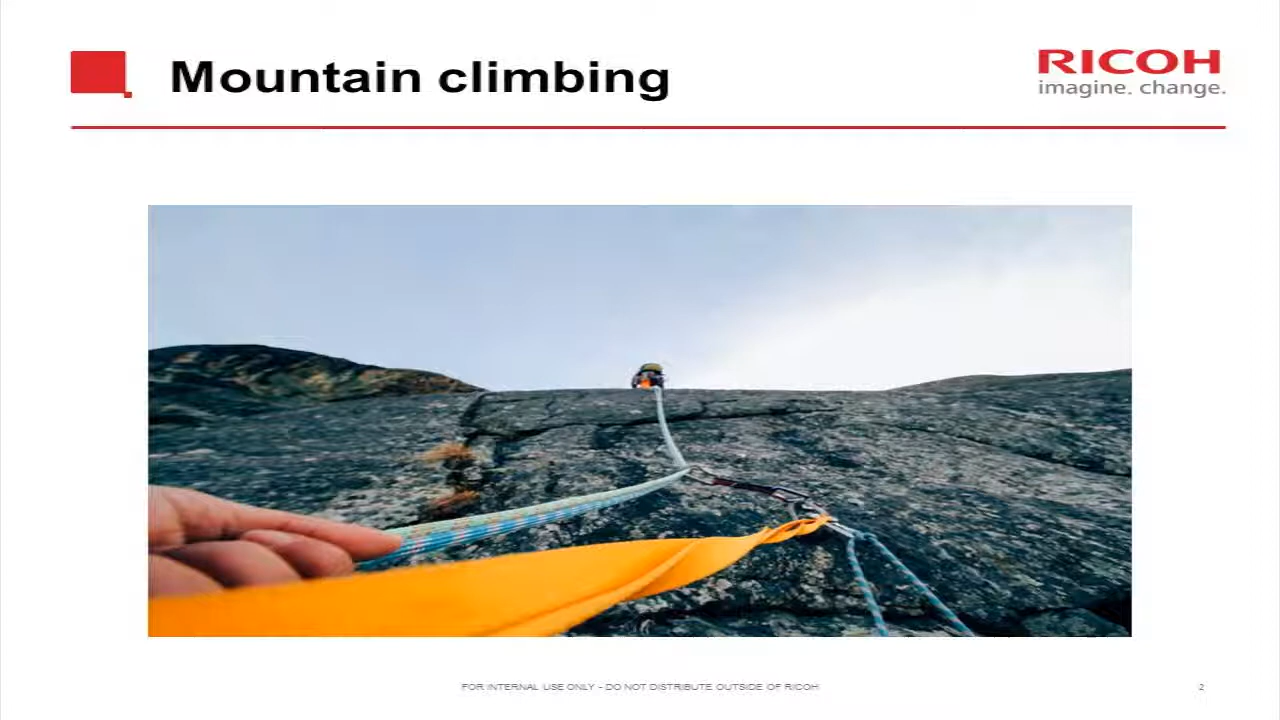 Mountain climbing
RICOH
imagine. change.
FOR INTERNAL USE ONLY - DO NOT DISTRIBUTE OUTSIDE OF RICOH
2